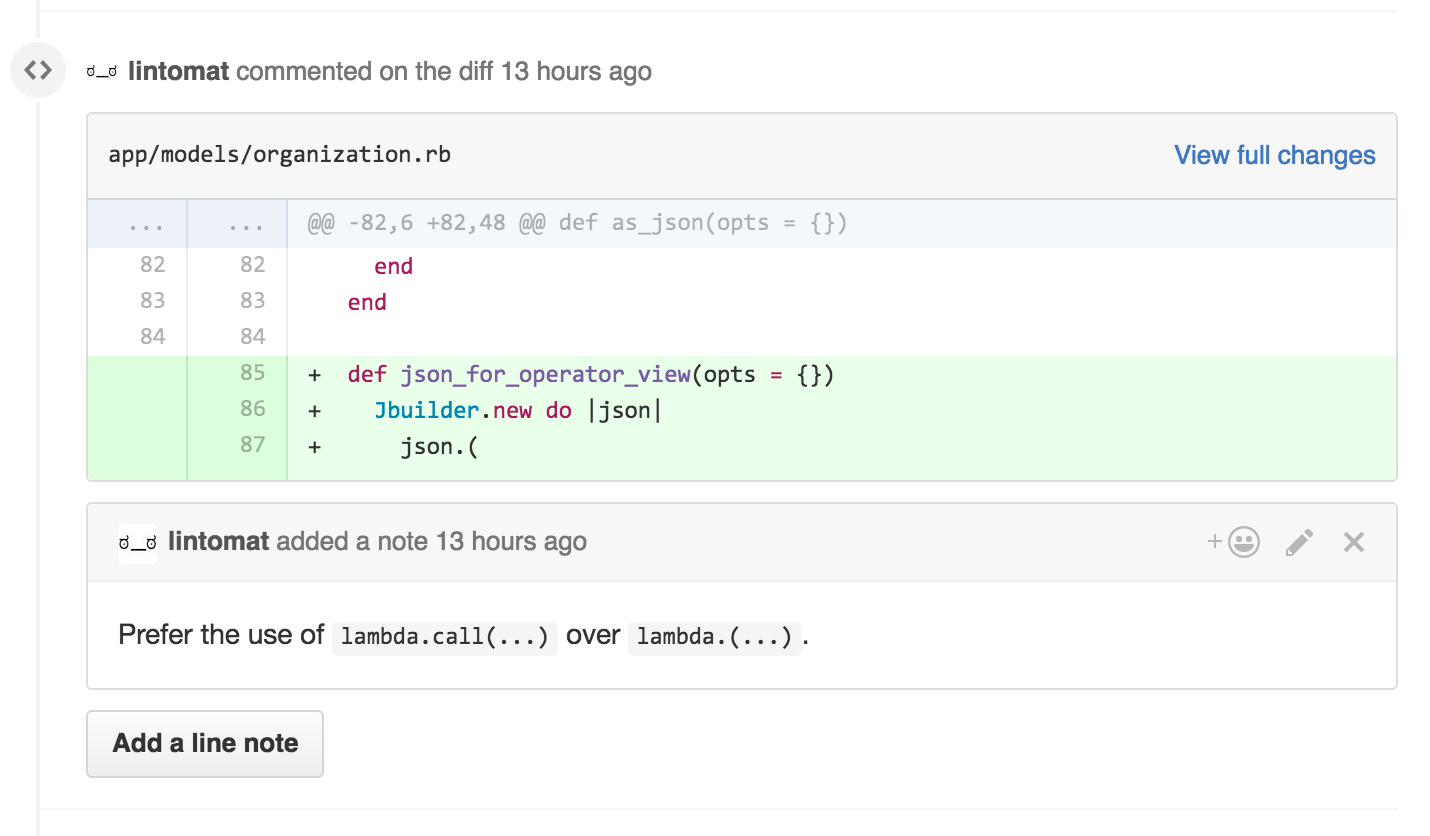 <> ಠ_ಠ lintomat commented on the diff 13 hours ago
app/models/organization.rb View full changes
... ... @@ -82,6 +82,48 @@ def as_json(opts = {})
82 82 end
83 83 end
84 84
85 + def json_for_operator_view(opts = {})
86 + Jbuilder.new do |json|
87 + json.(
ಠ_ಠ lintomat added a note 13 hours ago
Prefer the use of lambda.call(...) over lambda.(...).
Add a line note